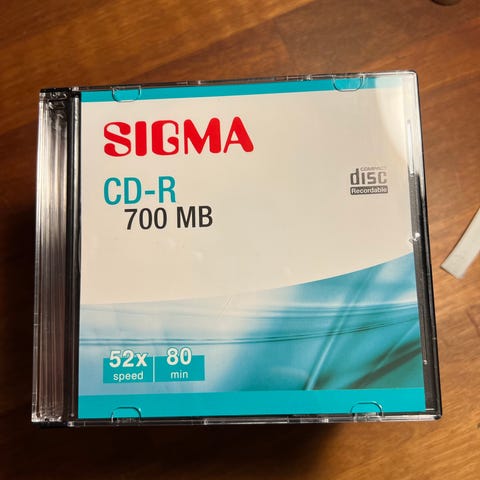 SIGMA
CD-R
700 MB
COMPACT
disc
Recordable
52x
speed
80
min